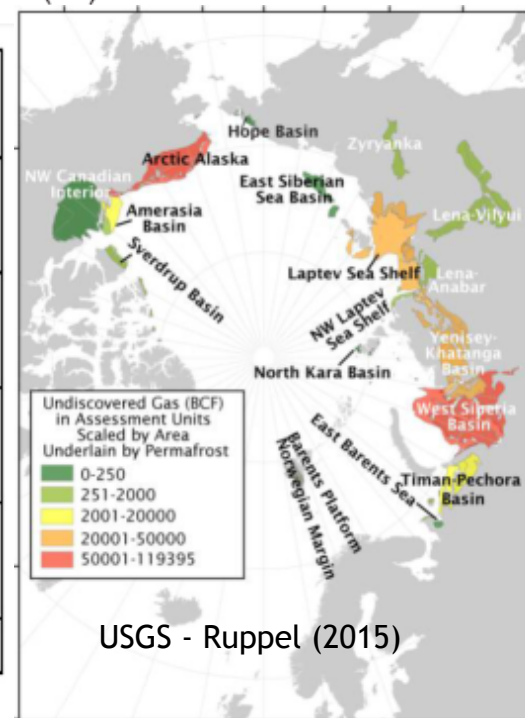 Hope Basin
Zyryanka
Arctic Alaska
NW Canadian
Interior
East Siberian
Sea Basin
Amerasia
Basin
Lena-Vilyui
Sverdrup Basin
Laptev Sea Shelf
Lena-
Anabar
NW Laptev
Sea Shelf
Yenisey-
Khatanga
Basin
North Kara Basin
West Siberia
Basin
Undiscovered Gas (BCF)
in Assessment Units
Scaled by Area
Underlain by Permafrost
0-250
251-2000
2001-20000
20001-50000
50001-119395
East Barents Sea
Barents Platform
Norwegian Margin
Timan-Pechora
Basin
USGS - Ruppel (2015)